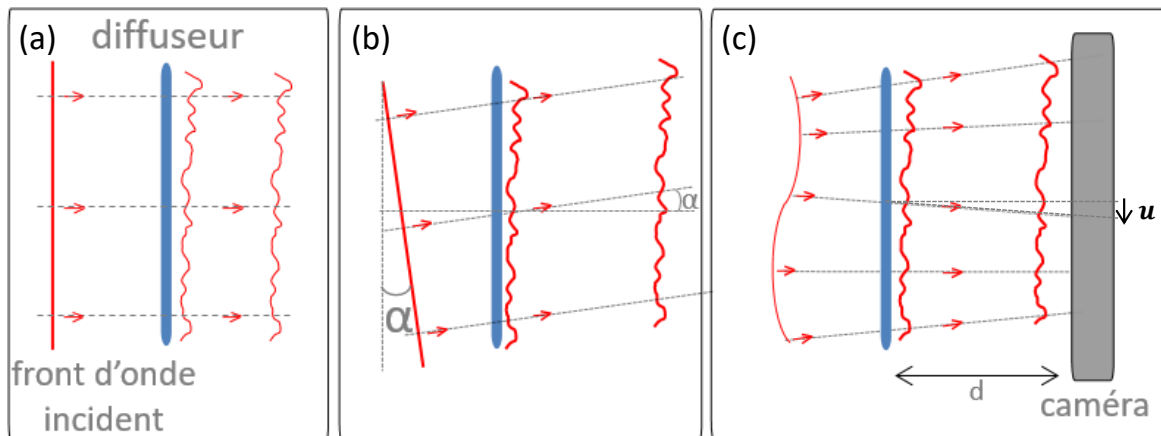 (a)
diffuseur
front d'onde
incident
(b)
α
α
(c)
u
d
caméra